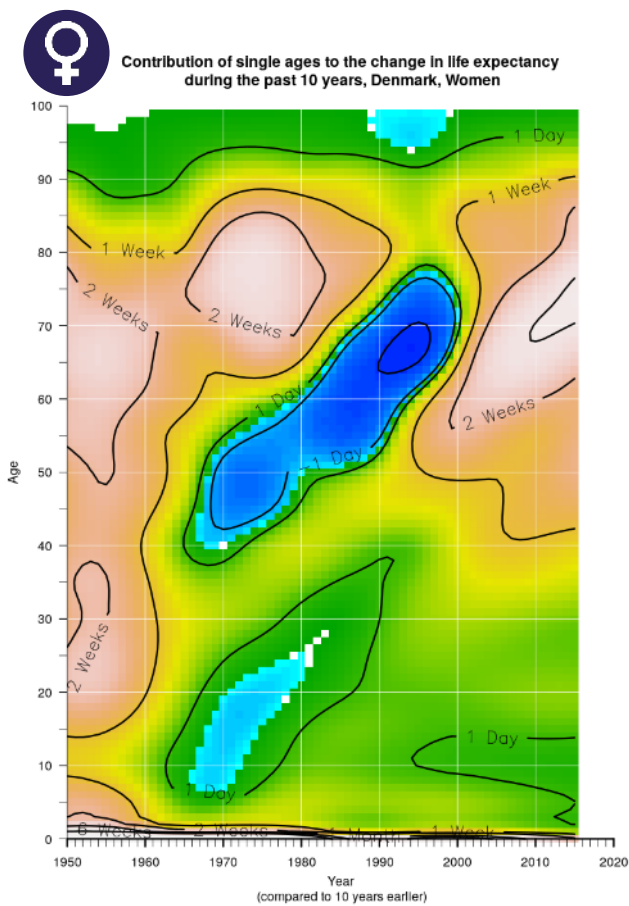 Contribution of single ages to the change in life expectancy
during the past 10 years, Denmark, Women
100
90
80
70
60
50
40
30
20
10
0
Age
1 Day
1 Week
1 Week
2 Weeks
2 Weeks
1 Day
2 Weeks
-1 Day
2 Weeks
1 Day
1 Day
6 Weeks
2 Weeks
1 Month
1 Week
1950
1960
1970
1980
1990
2000
2010
2020
Year
(compared to 10 years earlier)